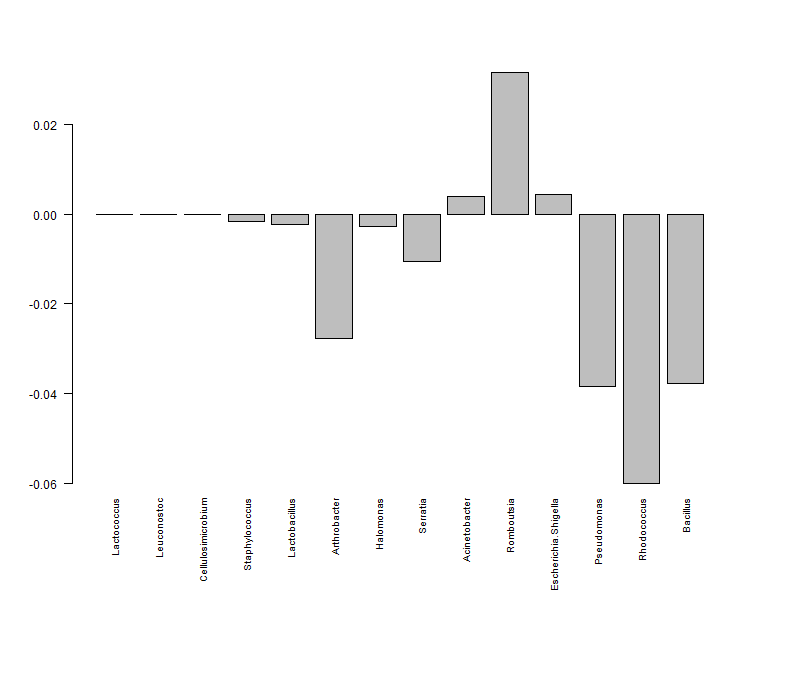 0.02
0.00
-0.02
-0.04
-0.06
Lactococcus
Leuconostoc
Cellulosimicrobium
Staphylococcus
Lactobacillus
Arthrobacter
Halomonas
Serratia
Acinetobacter
Romboutsia
Escherichia.Shigella
Pseudomonas
Rhodococcus
Bacillus